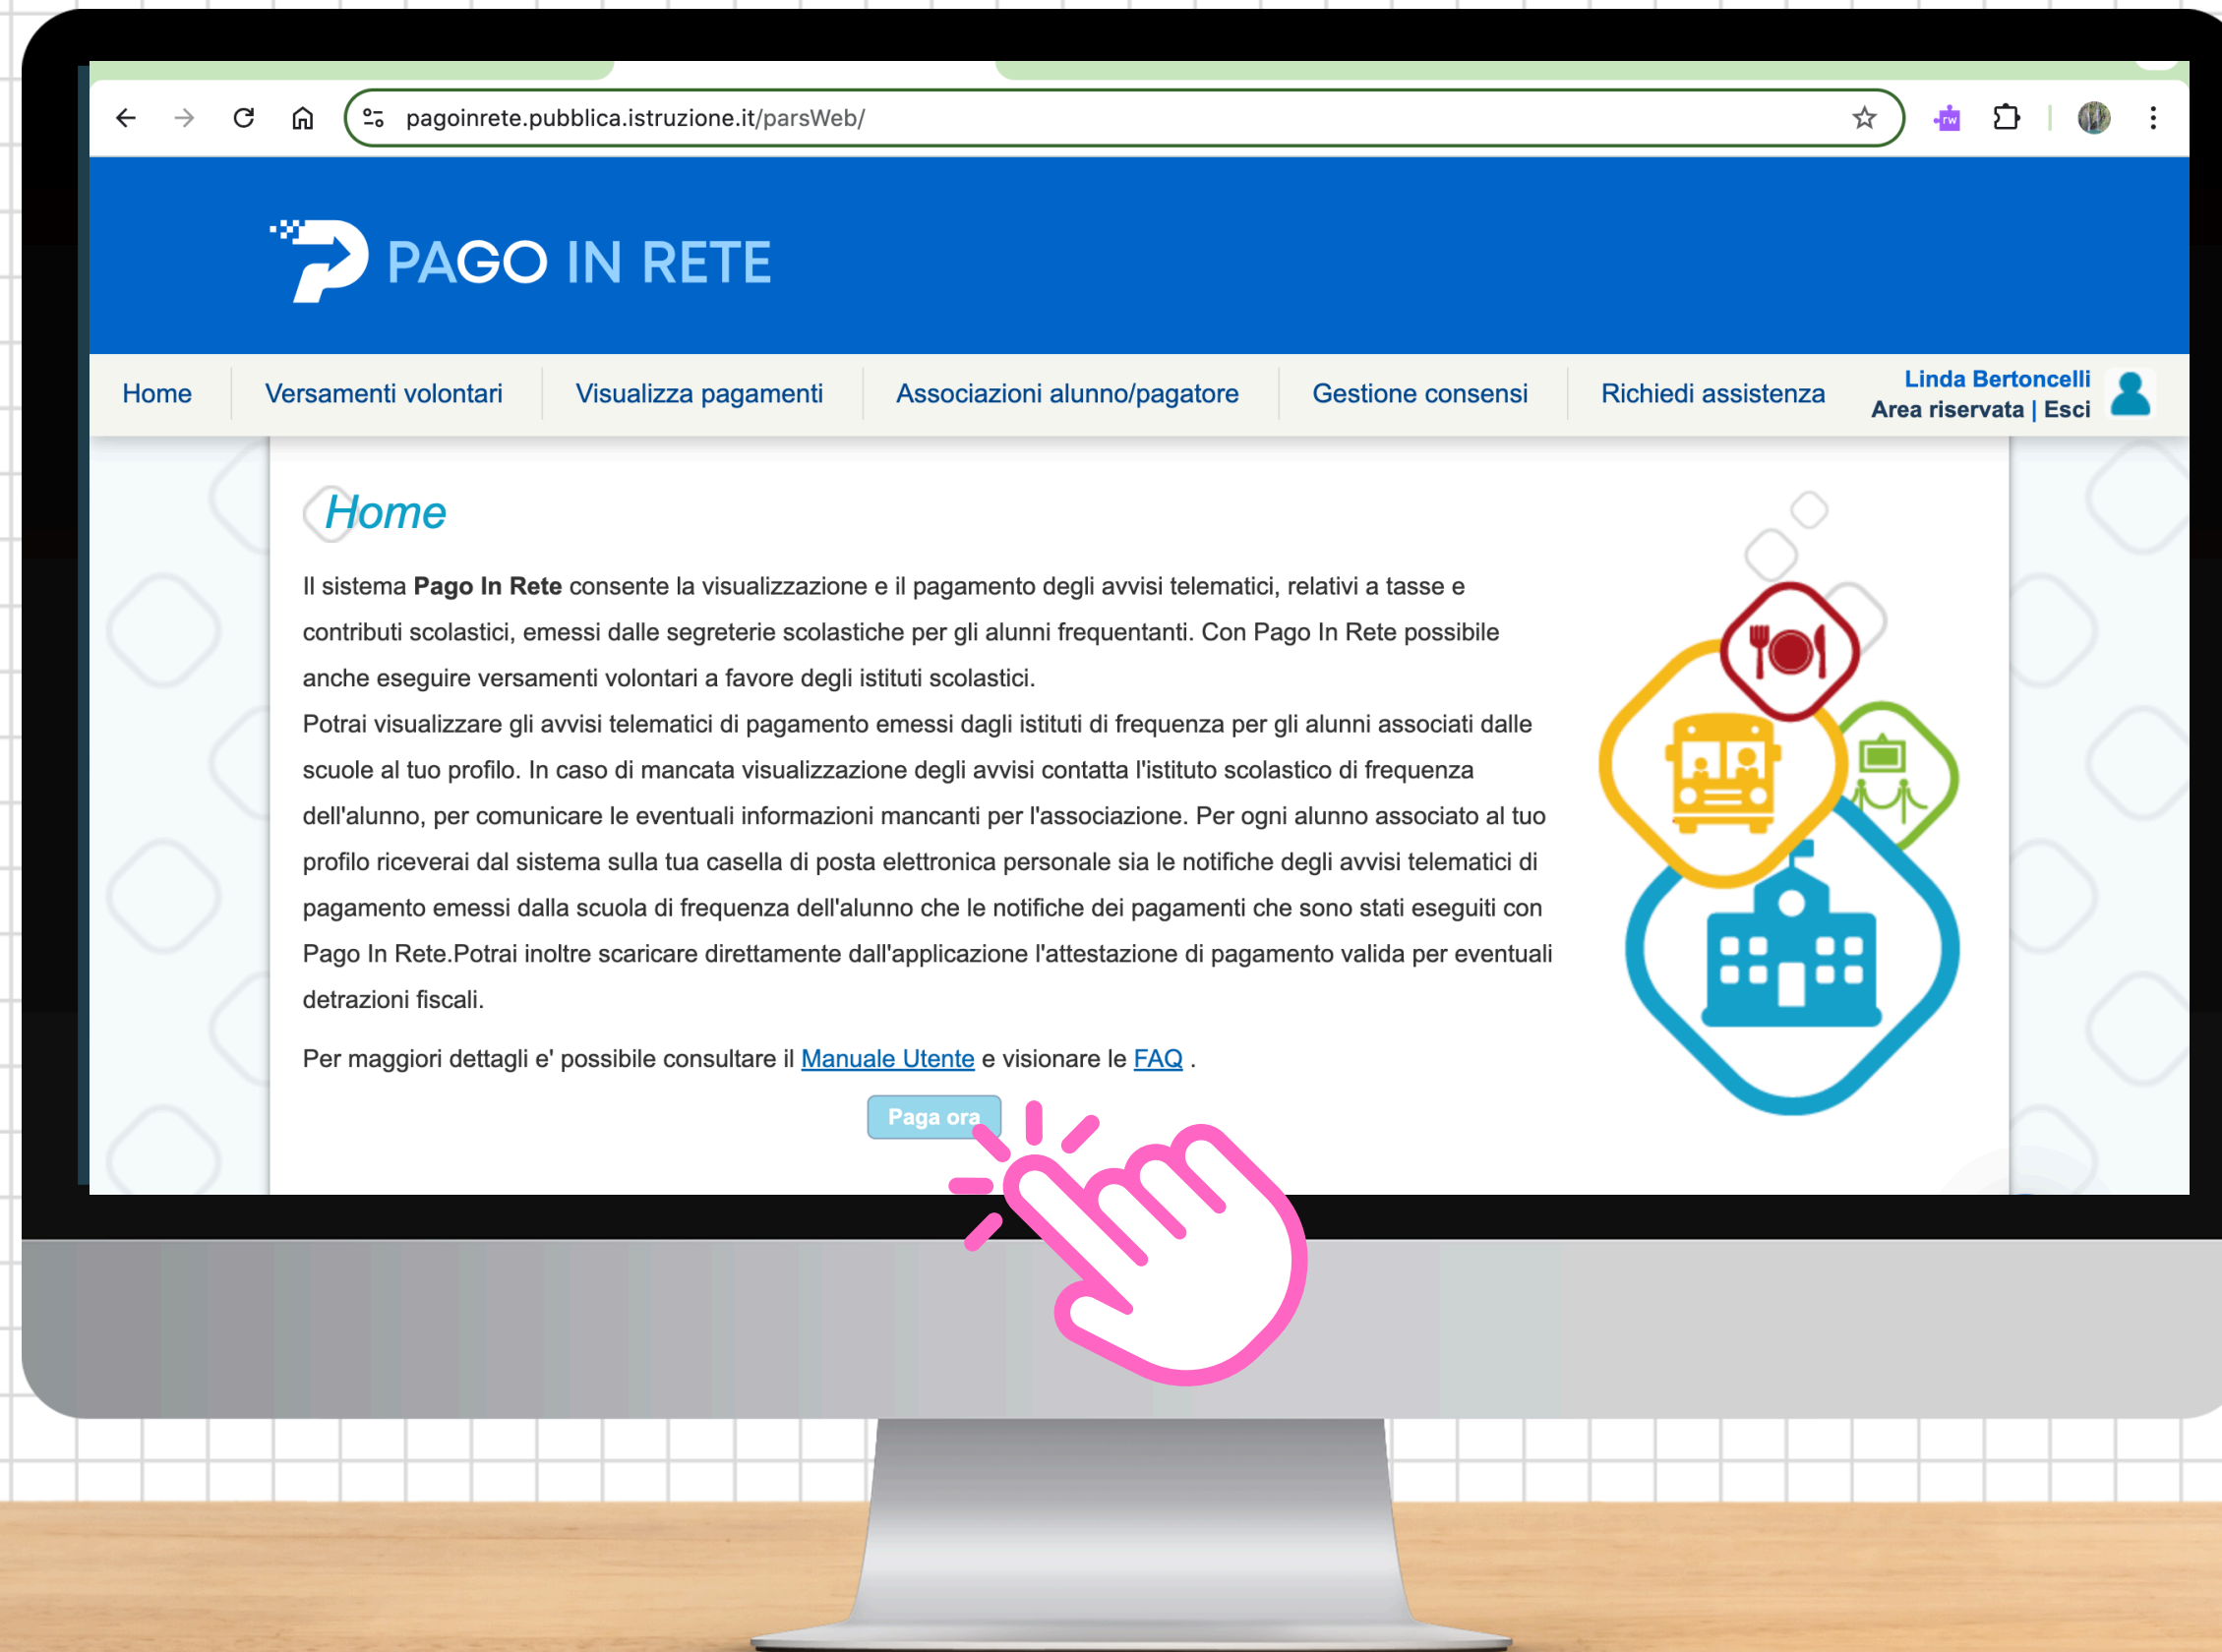 pagoinrete.pubblica.istruzione.it/parsWeb/
rw
PAGO IN RETE
Home
Versamenti volontari
Visualizza pagamenti
Associazioni alunno/pagatore
Gestione consensi
Richiedi assistenza
Linda Bertoncelli
Area riservata | Esci
Home
Il sistema Pago In Rete consente la visualizzazione e il pagamento degli avvisi telematici, relativi a tasse e
contributi scolastici, emessi dalle segreterie scolastiche per gli alunni frequentanti. Con Pago In Rete possibile
anche eseguire versamenti volontari a favore degli istituti scolastici.
Potrai visualizzare gli avvisi telematici di pagamento emessi dagli istituti di frequenza per gli alunni associati dalle
scuole al tuo profilo. In caso di mancata visualizzazione degli avvisi contatta l'istituto scolastico di frequenza
dell'alunno, per comunicare le eventuali informazioni mancanti per l'associazione. Per ogni alunno associato al tuo
profilo riceverai dal sistema sulla tua casella di posta elettronica personale sia le notifiche degli avvisi telematici di
pagamento emessi dalla scuola di frequenza dell'alunno che le notifiche dei pagamenti che sono stati eseguiti con
Pago In Rete.Potrai inoltre scaricare direttamente dall'applicazione l'attestazione di pagamento valida per eventuali
detrazioni fiscali.
Per maggiori dettagli e' possibile consultare il Manuale Utente e visionare le FAQ .
Paga ora